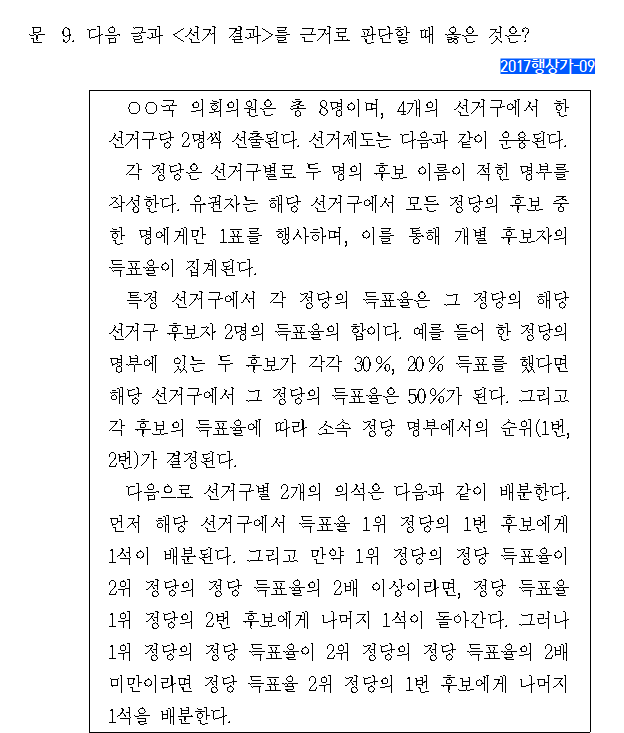 문 9. 다음 글과 <선거 결과>를 근거로 판단할 때 옳은 것은?
2017행상가-09
○○국 의회의원은 총 8명이며, 4개의 선거구에서 한
선거구당 2명씩 선출된다. 선거제도는 다음과 같이 운용된다.
각 정당은 선거구별로 두 명의 후보 이름이 적힌 명부를
작성한다. 유권자는 해당 선거구에서 모든 정당의 후보 중
한 명에게만 1표를 행사하며, 이를 통해 개별 후보자의
득표율이 집계된다.
특정 선거구에서 각 정당의 득표율은 그 정당의 해당
선거구 후보자 2명의 득표율의 합이다. 예를 들어 한 정당의
명부에 있는 두 후보가 각각 30%, 20% 득표를 했다면
해당 선거구에서 그 정당의 득표율은 50%가 된다. 그리고
각 후보의 득표율에 따라 소속 정당 명부에서의 순위(1번,
2번)가 결정된다.
다음으로 선거구별 2개의 의석은 다음과 같이 배분한다.
먼저 해당 선거구에서 득표율 1위 정당의 1번 후보에게
1석이 배분된다. 그리고 만약 1위 정당의 정당 득표율이
2위 정당의 정당 득표율의 2배 이상이라면, 정당 득표율
1위 정당의 2번 후보에게 나머지 1석이 돌아간다. 그러나
1위 정당의 정당 득표율이 2위 정당의 정당 득표율의 2배
미만이라면 정당 득표율 2위 정당의 1번 후보에게 나머지
1석을 배분한다.